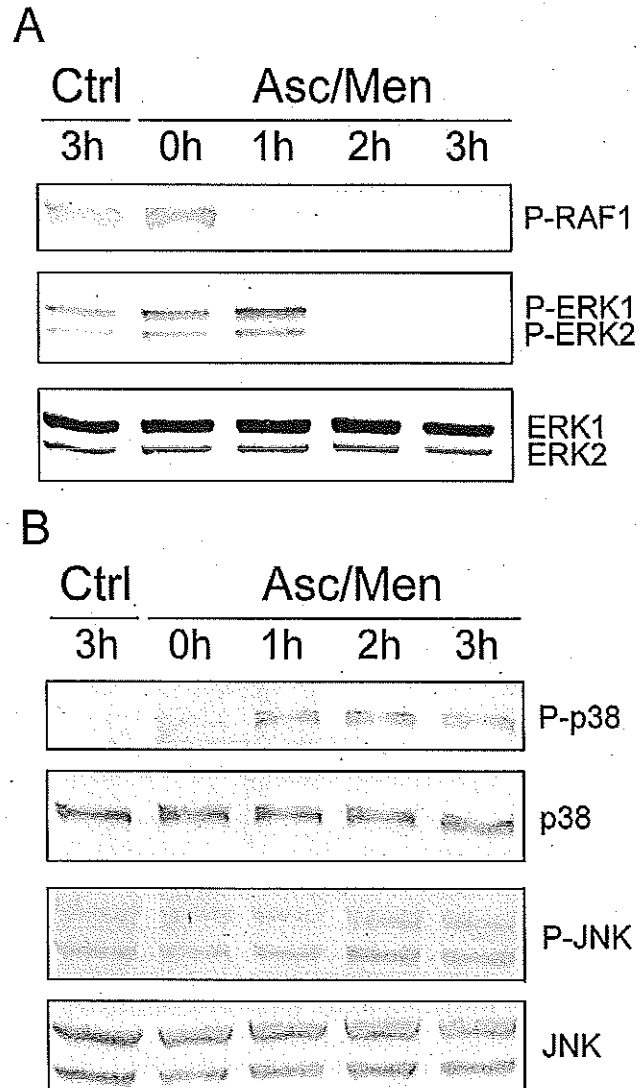 A
Ctrl Asc/Men
3h 0h 1h 2h 3h
P-RAF1
P-ERK1
P-ERK2
ERK1
ERK2
B
Ctrl Asc/Men
3h 0h 1h 2h 3h
P-p38
p38
P-JNK
JNK